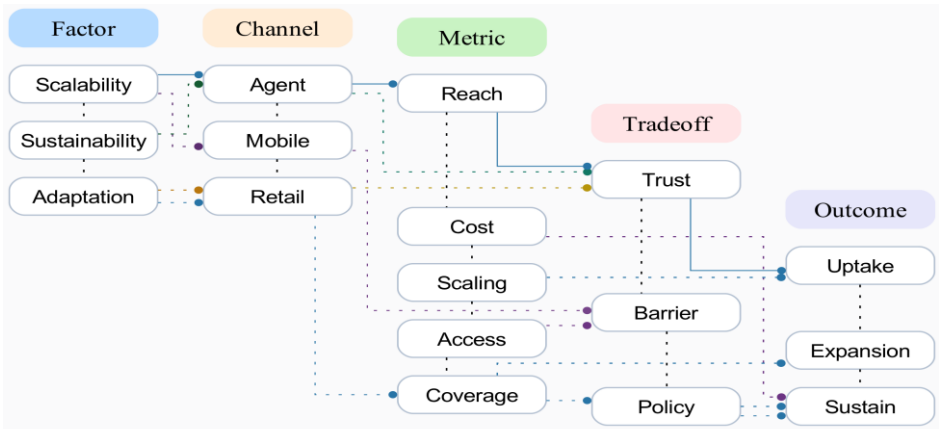 Factor
Channel
Metric
Tradeoff
Outcome
Scalability
Sustainability
Adaptation
Agent
Mobile
Retail
Reach
Cost
Scaling
Access
Coverage
Trust
Barrier
Policy
Uptake
Expansion
Sustain